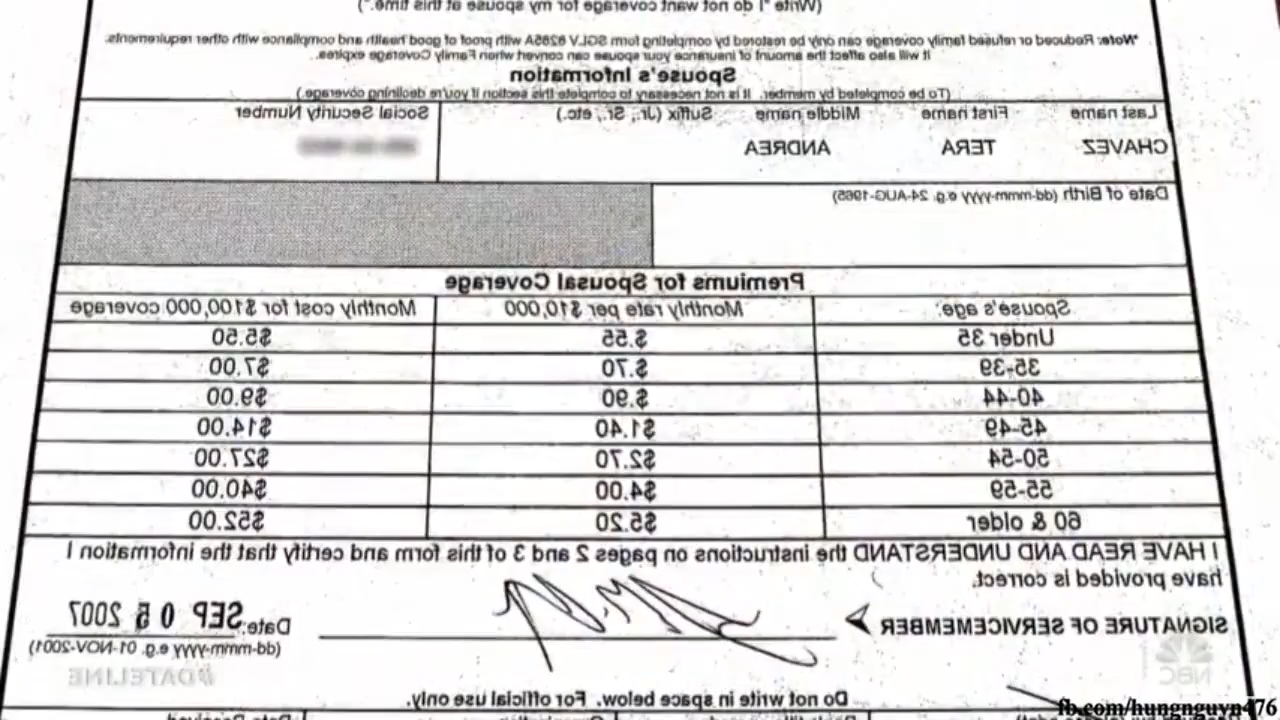 (Write "I do not want coverage for my spouse at this time.")
*Note: Reduced or refused family coverage can only be restored by completing form SGLV 8285A with proof of good health and compliance with other requirements.
It will also affect the amount of insurance your spouse can convert when Family Coverage expires.
Spouse's Information
(To be completed by member. It is not necessary to complete this section if you're declining coverage.)
Last name First name Middle name Suffix (Jr., Sr., etc.) Social Security Number
CHAVEZ TERA ANDREA
Date of Birth (dd-mmm-yyyy e.g. 24-AUG-1965)
Premiums for Spousal Coverage
Spouse's age: Monthly rate per $10,000 Monthly cost for $100,000 coverage
Under 35 $.55 $5.50
35-39 $.70 $7.00
40-44 $.90 $9.00
45-49 $1.40 $14.00
50-54 $2.70 $27.00
55-59 $4.00 $40.00
60 & older $5.20 $52.00
I HAVE READ AND UNDERSTAND the instructions on pages 2 and 3 of this form and certify that the information I
have provided is correct.
SIGNATURE OF SERVICEMEMBER Date: SEP 05 2007
(dd-mmm-yyyy e.g. 01-NOV-2001)
NBC #DATELINE
Do not write in space below. For official use only.
Date Received
fb.com/hungnguyn476